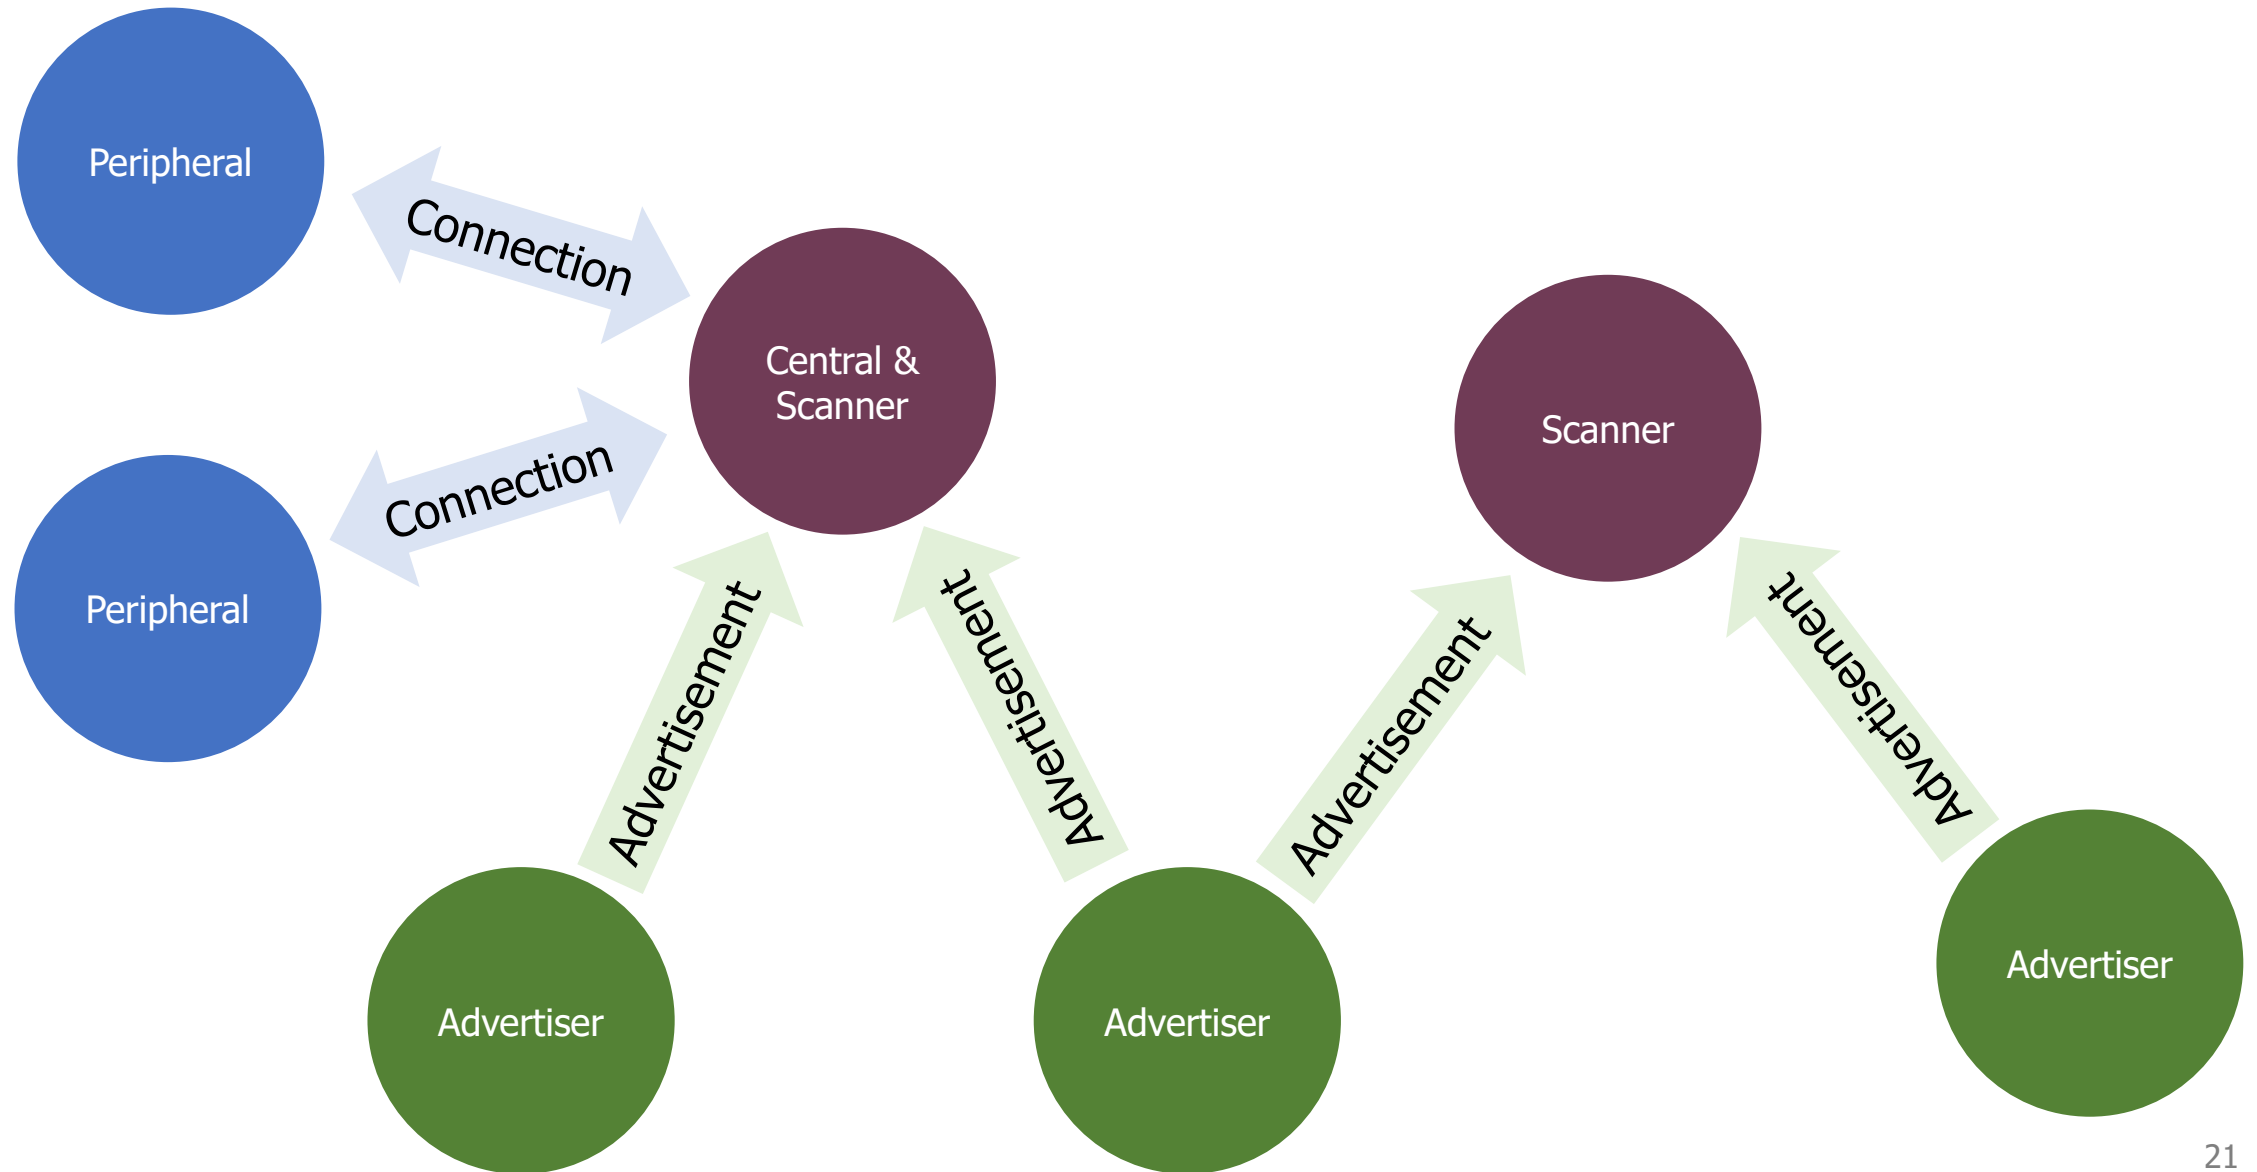 Peripheral
Connection
Central &
Scanner
Scanner
Connection
Peripheral
Advertisement
Advertisement
Advertisement
Advertisement
Advertiser
Advertiser
Advertiser
21